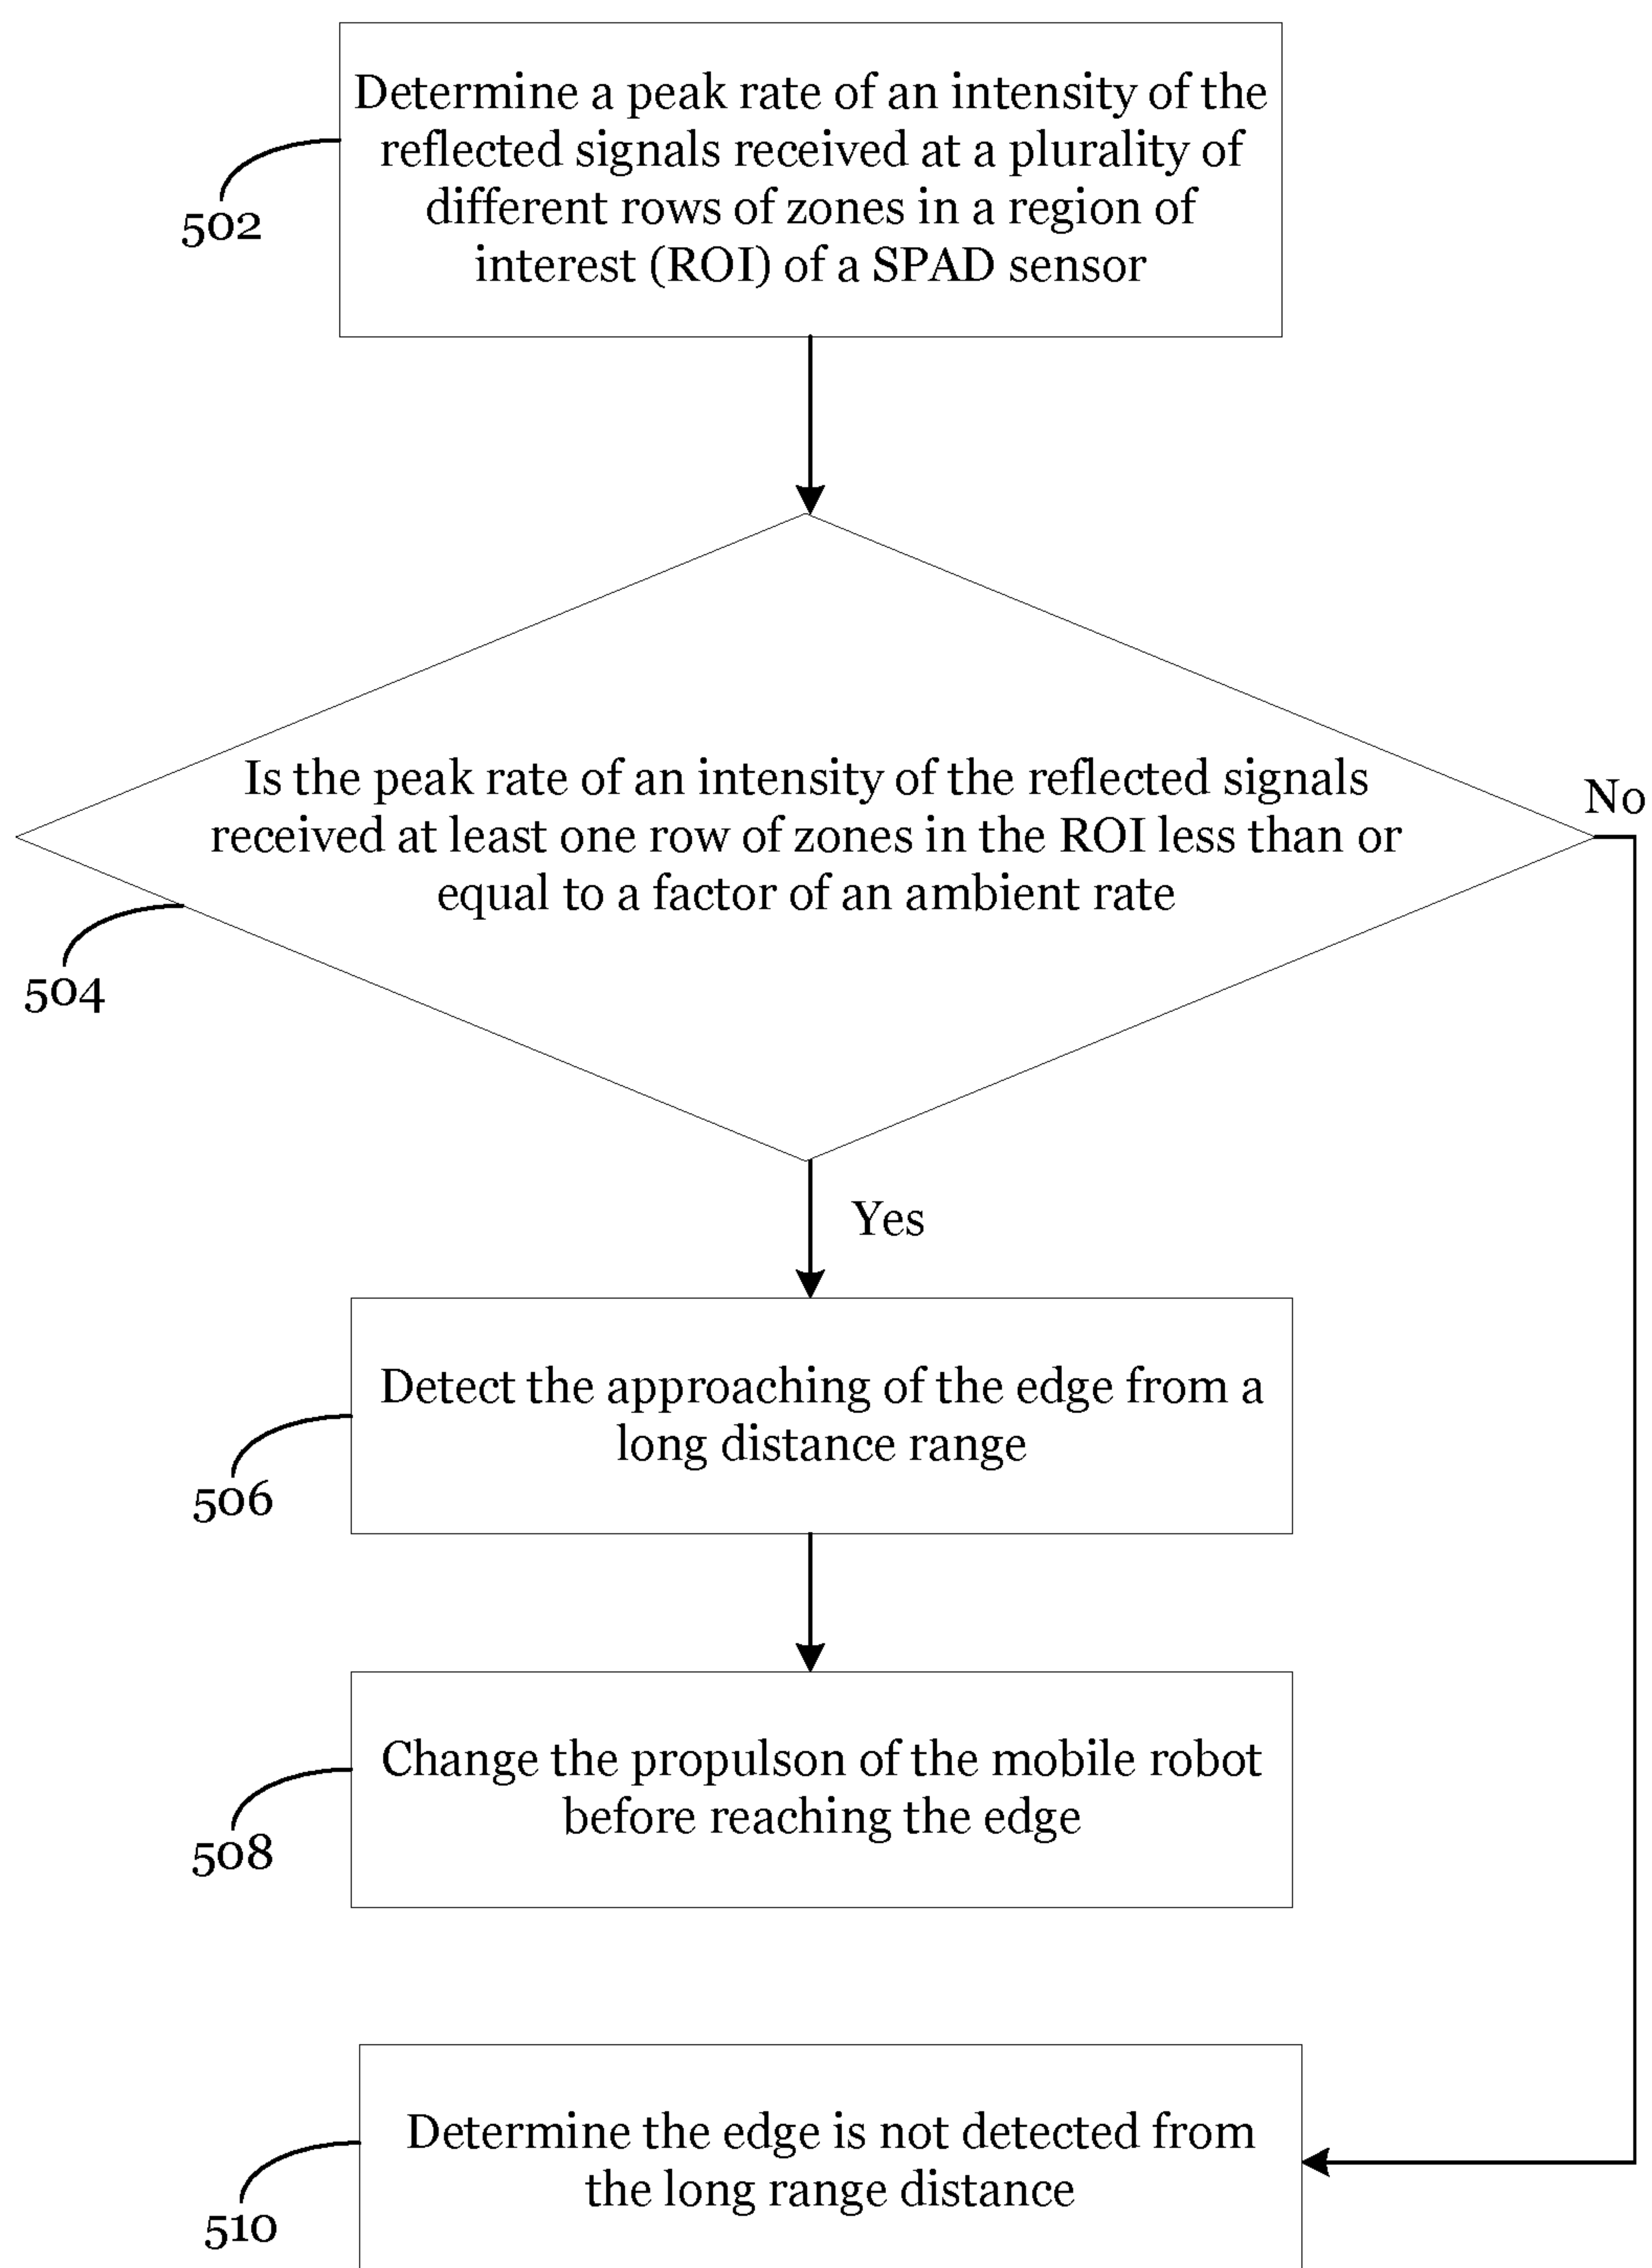 Determine a peak rate of an intensity of the
reflected signals received at a plurality of
different rows of zones in a region of
interest (ROI) of a SPAD sensor
502
Is the peak rate of an intensity of the reflected signals
received at least one row of zones in the ROI less than or
equal to a factor of an ambient rate
No
504
Yes
Detect the approaching of the edge from a
long distance range
506
Change the propulson of the mobile robot
before reaching the edge
508
Determine the edge is not detected from
the long range distance
510